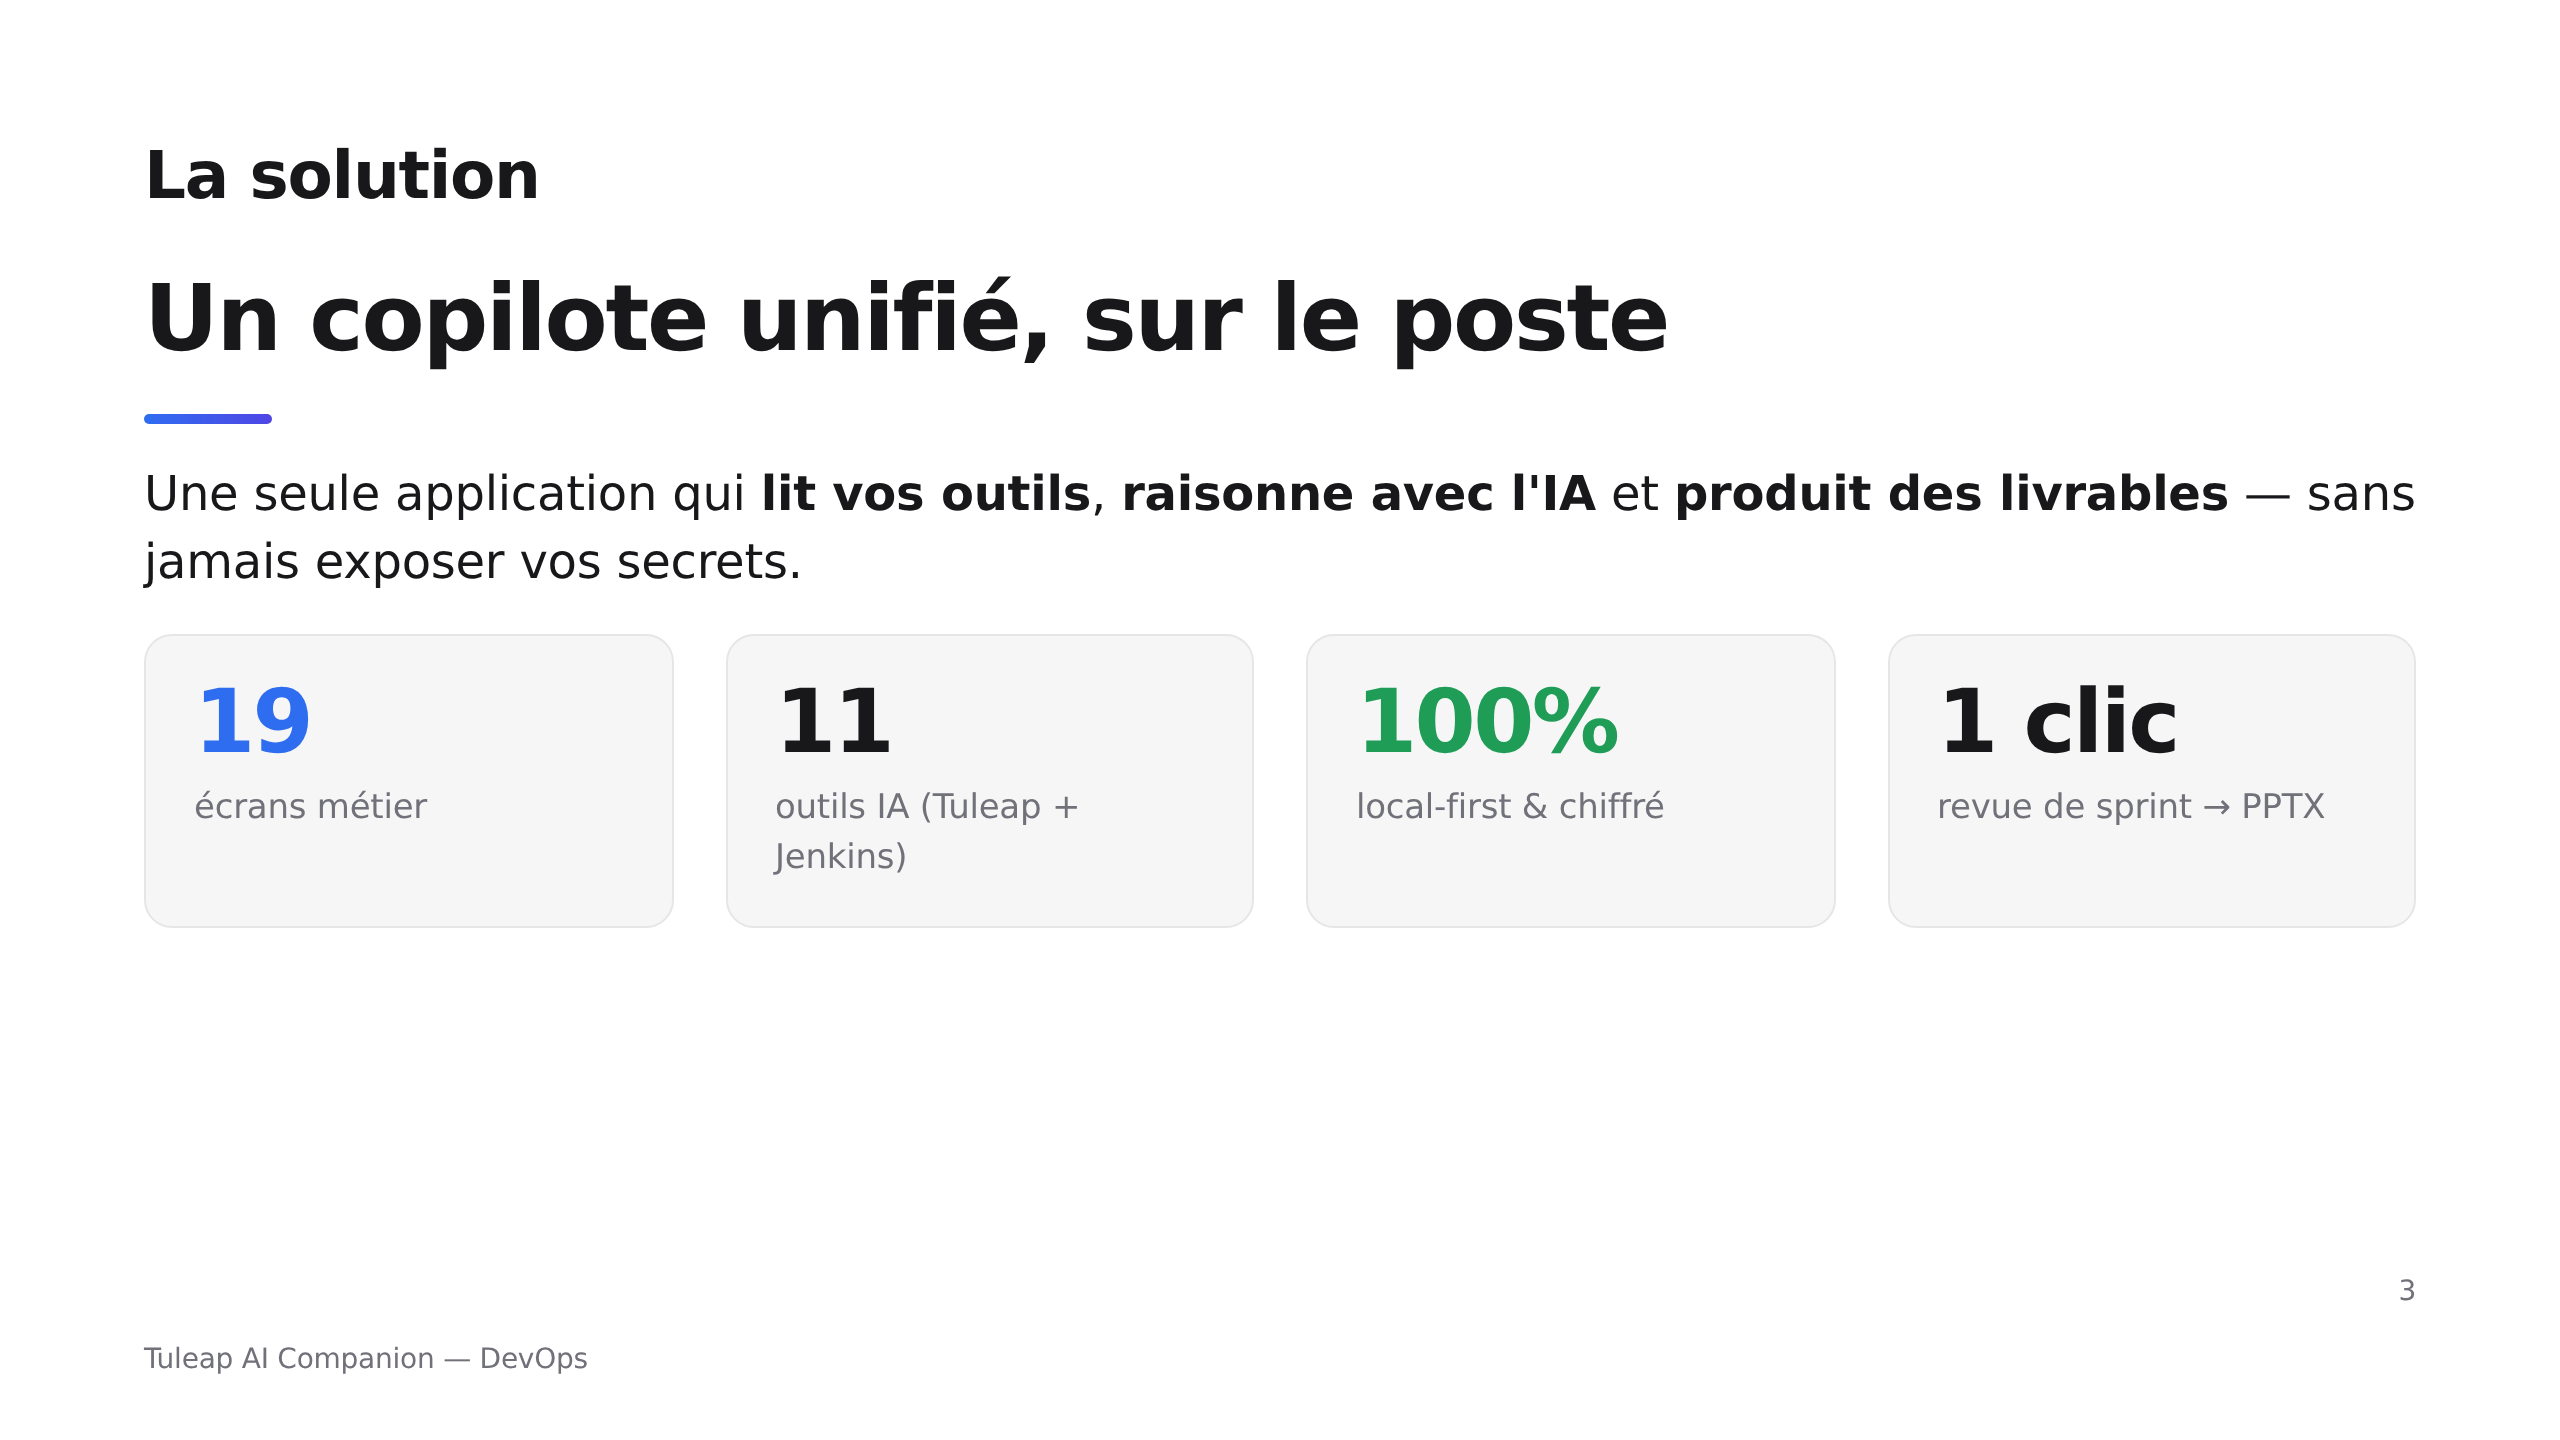 La solution
Un copilote unifié, sur le poste
Une seule application qui lit vos outils, raisonne avec l'IA et produit des livrables — sans
jamais exposer vos secrets.
19
écrans métier
11
outils IA (Tuleap +
Jenkins)
100%
local-first & chiffré
1 clic
revue de sprint → PPTX
3
Tuleap AI Companion — DevOps